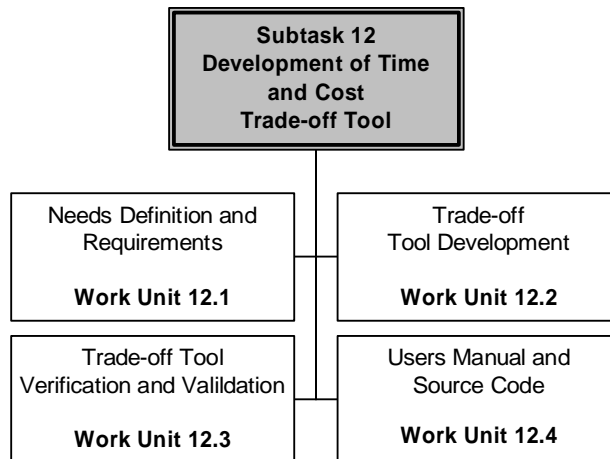 Subtask 12
Development of Time
and Cost
Trade-off Tool
Needs Definition and
Requirements
Work Unit 12.1
Trade-off
Tool Development
Work Unit 12.2
Trade-off Tool
Verification and Valildation
Work Unit 12.3
Users Manual and
Source Code
Work Unit 12.4